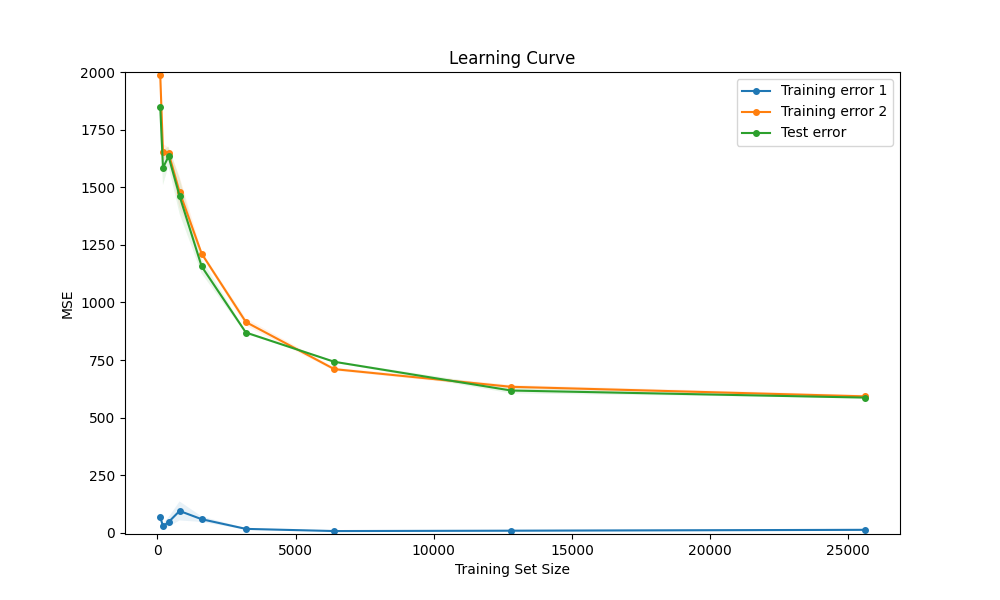 Learning Curve
Training error 1
Training error 2
Test error
MSE
2000
1750
1500
1250
1000
750
500
250
0
0 5000 10000 15000 20000 25000
Training Set Size